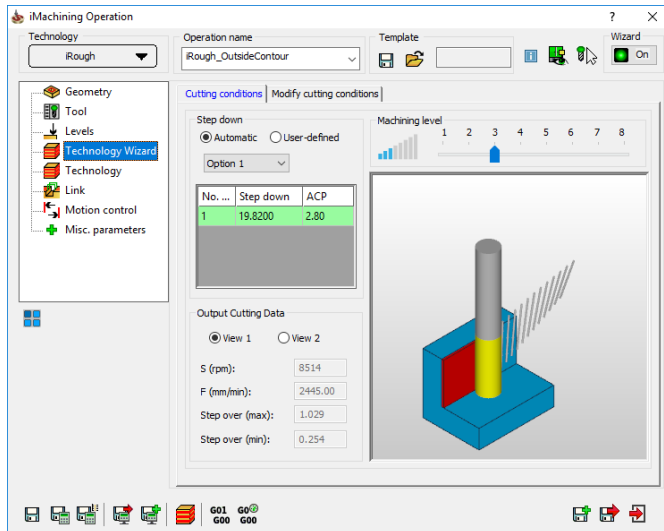 iMachining Operation
? ×
Technology
iRough
Operation name
iRough_OutsideContour
Template
Wizard
On
Geometry
Tool
Levels
Technology Wizard
Technology
Link
Motion control
Misc. parameters
Cutting conditions Modify cutting conditions
Step down
Automatic User-defined
Option 1
No. ... Step down ACP
1 19.8200 2.80
Machining level
1 2 3 4 5 6 7 8
Output Cutting Data
View 1 View 2
S (rpm): 8514
F (mm/min): 2445.00
Step over (max): 1.029
Step over (min): 0.254
G01 G0
G00 G00